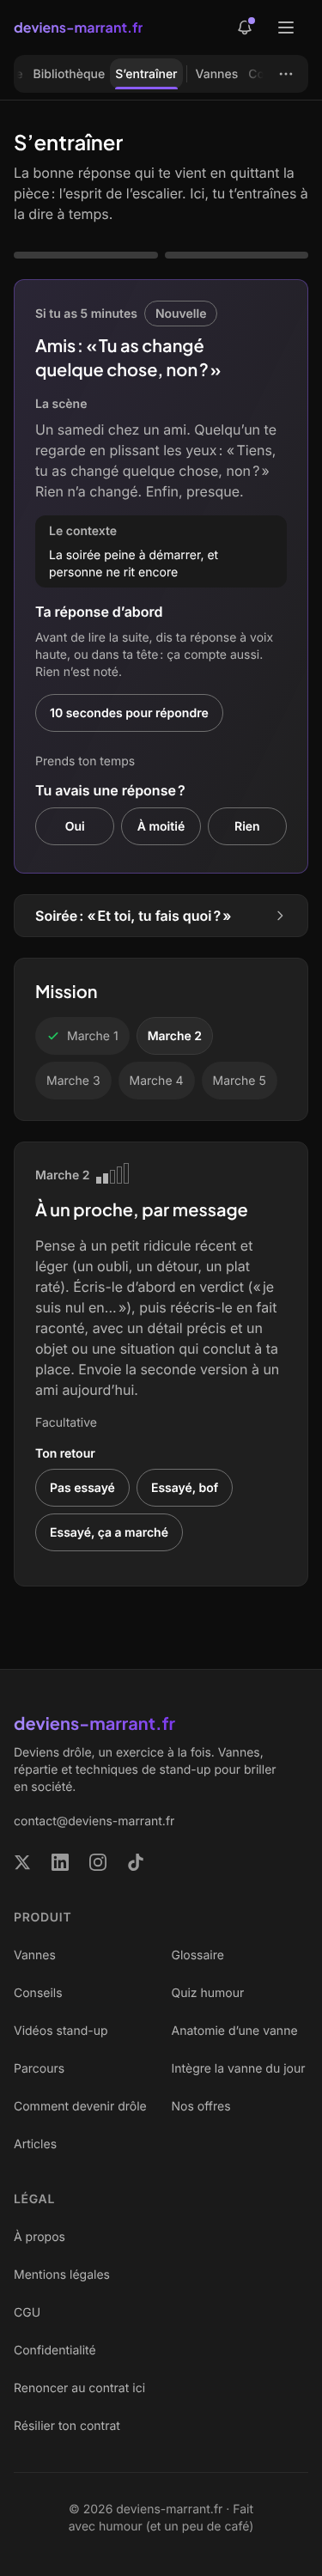 deviens-marrant.fr
Bibliothèque S’entraîner Vannes
S’entraîner
La bonne réponse qui te vient en quittant la
pièce : l’esprit de l’escalier. Ici, tu t’entraînes à
la dire à temps.
Si tu as 5 minutes Nouvelle
Amis : « Tu as changé
quelque chose, non ? »
La scène
Un samedi chez un ami. Quelqu’un te
regarde en plissant les yeux : « Tiens,
tu as changé quelque chose, non ? »
Rien n’a changé. Enfin, presque.
Le contexte
La soirée peine à démarrer, et
personne ne rit encore
Ta réponse d’abord
Avant de lire la suite, dis ta réponse à voix
haute, ou dans ta tête : ça compte aussi.
Rien n’est noté.
10 secondes pour répondre
Prends ton temps
Tu avais une réponse ?
Oui À moitié Rien
Soirée : « Et toi, tu fais quoi ? »
Mission
Marche 1 Marche 2
Marche 3 Marche 4 Marche 5
Marche 2
À un proche, par message
Pense à un petit ridicule récent et
léger (un oubli, un détour, un plat
raté). Écris-le d’abord en verdict (« je
suis nul en... »), puis réécris-le en fait
raconté, avec un détail précis et un
objet ou une situation qui conclut à ta
place. Envoie la seconde version à un
ami aujourd’hui.
Facultative
Ton retour
Pas essayé Essayé, bof
Essayé, ça a marché
deviens-marrant.fr
Deviens drôle, un exercice à la fois. Vannes,
répartie et techniques de stand-up pour briller
en société.
contact@deviens-marrant.fr
PRODUIT
Vannes Glossaire
Conseils Quiz humour
Vidéos stand-up Anatomie d’une vanne
Parcours Intègre la vanne du jour
Comment devenir drôle Nos offres
Articles
LÉGAL
À propos
Mentions légales
CGU
Confidentialité
Renoncer au contrat ici
Résilier ton contrat
© 2026 deviens-marrant.fr · Fait
avec humour (et un peu de café)